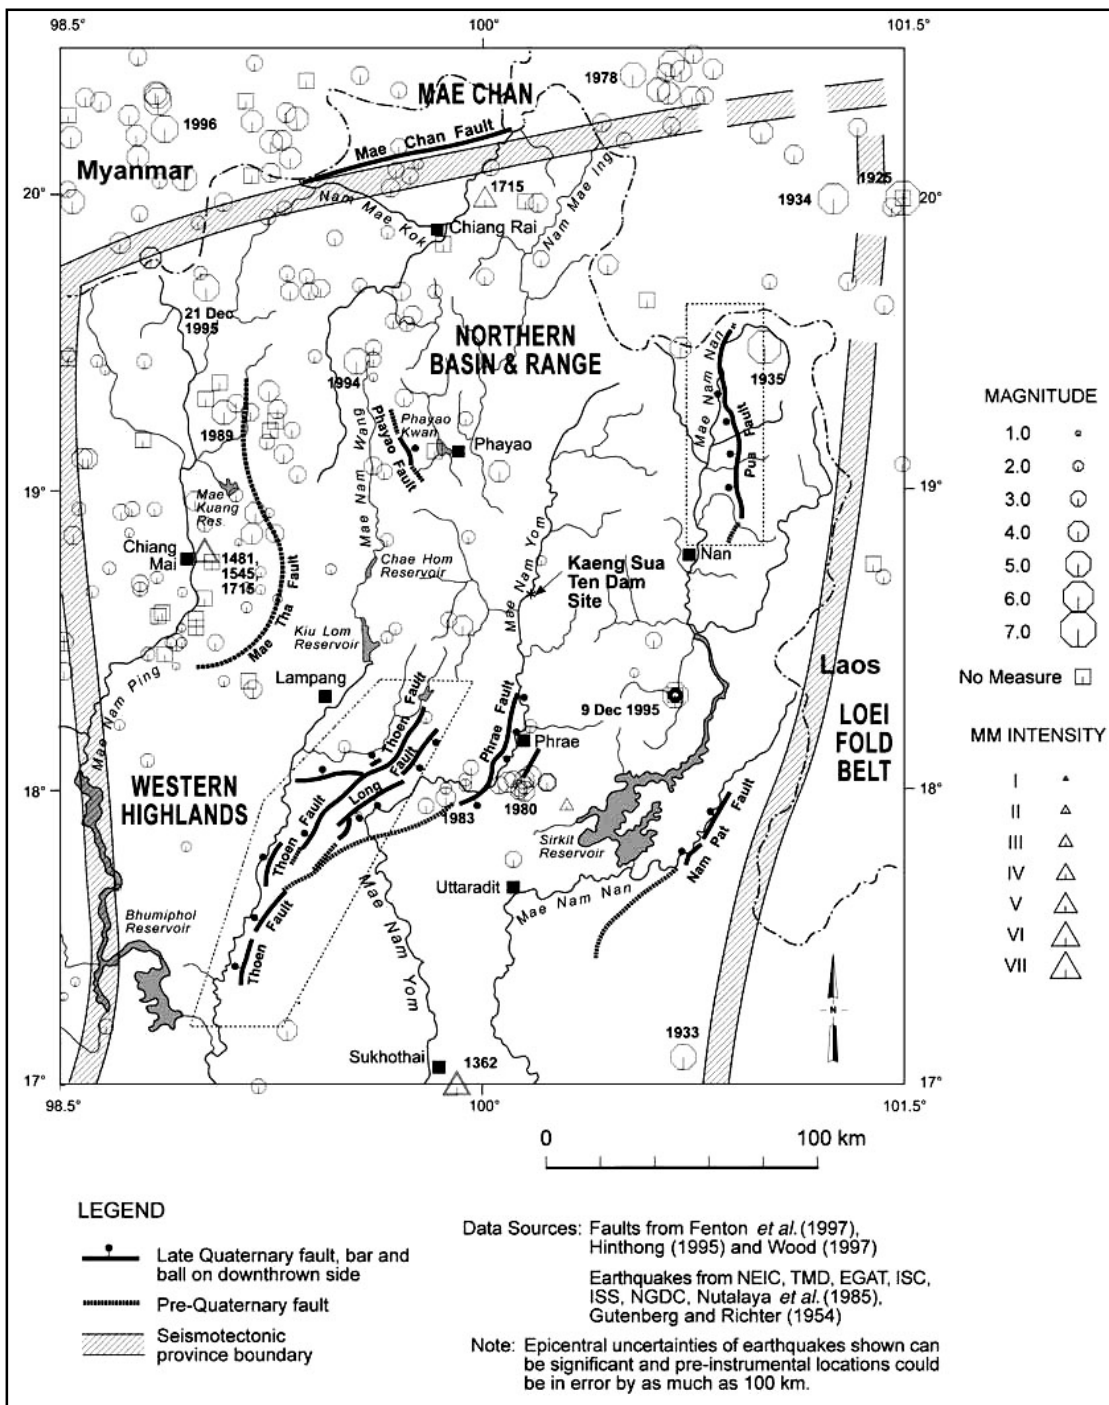 98.5°
100°
101.5°
1978
MAE CHAN
1996
Mae Chan Fault
Myanmar
1925
20°
1715
1934
20°
Nam Mae Kok
Chiang Rai
Nam Mae Ing
21 Dec
1995
NORTHERN
BASIN & RANGE
1994
Mae Nam Nan
1935
Pua Fault
1989
Mae Nam Wang
Phayao Fault
Phayao
Kwan
Phayao
19°
19°
Mae
Kuang
Res.
Chiang
Mai
1481,
1545,
1715
Mae Tha Fault
Chae Hom
Reservoir
Mae Nam Yom
Nan
Kaeng Sua
Ten Dam
Site
Kiu Lom
Reservoir
Mae Nam Ping
Lampang
Laos
9 Dec 1995
Thoen Fault
Phrae Fault
Phrae
LOEI
FOLD
BELT
WESTERN
HIGHLANDS
18°
18°
Long Fault
1983
1980
Thoen Fault
Sirkit
Reservoir
Nam Pat Fault
Uttaradit
Mae Nam Nan
Bhumiphol
Reservoir
Thoen Fault
Mae Nam Yom
N
1933
Sukhothai
1362
17°
17°
98.5°
100°
101.5°
MAGNITUDE
1.0
2.0
3.0
4.0
5.0
6.0
7.0
No Measure
MM INTENSITY
I
II
III
IV
V
VI
VII
0
100 km
LEGEND
Late Quaternary fault, bar and
ball on downthrown side
Pre-Quaternary fault
Seismotectonic
province boundary
Data Sources: Faults from Fenton et al. (1997),
Hinthong (1995) and Wood (1997)
Earthquakes from NEIC, TMD, EGAT, ISC,
ISS, NGDC, Nutalaya et al. (1985),
Gutenberg and Richter (1954)
Note: Epicentral uncertainties of earthquakes shown can
be significant and pre-instrumental locations could
be in error by as much as 100 km.